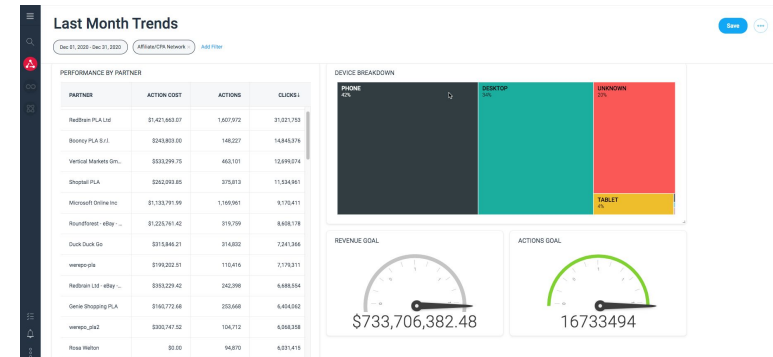 Last Month Trends
Save
Dec 01, 2020 - Dec 31, 2020
Affiliate/CPA Network
Add Filter
PERFORMANCE BY PARTNER
PARTNER ACTION COST ACTIONS CLICKS↓
RedBrain PLA Ltd $1,421,663.07 1,607,972 31,021,753
Booncy PLA S.r.l. $243,803.00 148,227 14,845,376
Vertical Markets Gm... $533,299.75 463,101 12,699,074
Shoptail PLA $262,093.85 375,813 11,534,961
Microsoft Online Inc $1,133,791.99 1,169,961 9,170,411
Roundforest - eBay - ... $1,225,761.42 319,759 8,608,178
Duck Duck Go $315,846.21 314,832 7,241,366
werepo-pla $199,202.51 110,416 7,179,311
Redbrain Ltd - eBay -... $353,229.42 242,398 6,688,554
Genie Shopping PLA $160,772.68 253,668 6,404,062
werepo_pla2 $300,747.52 104,712 6,068,358
Rosa Welton $0.00 94,870 6,031,415
DEVICE BREAKDOWN
PHONE
42%
DESKTOP
34%
UNKNOWN
20%
TABLET
4%
REVENUE GOAL
$733,706,382.48
ACTIONS GOAL
16733494